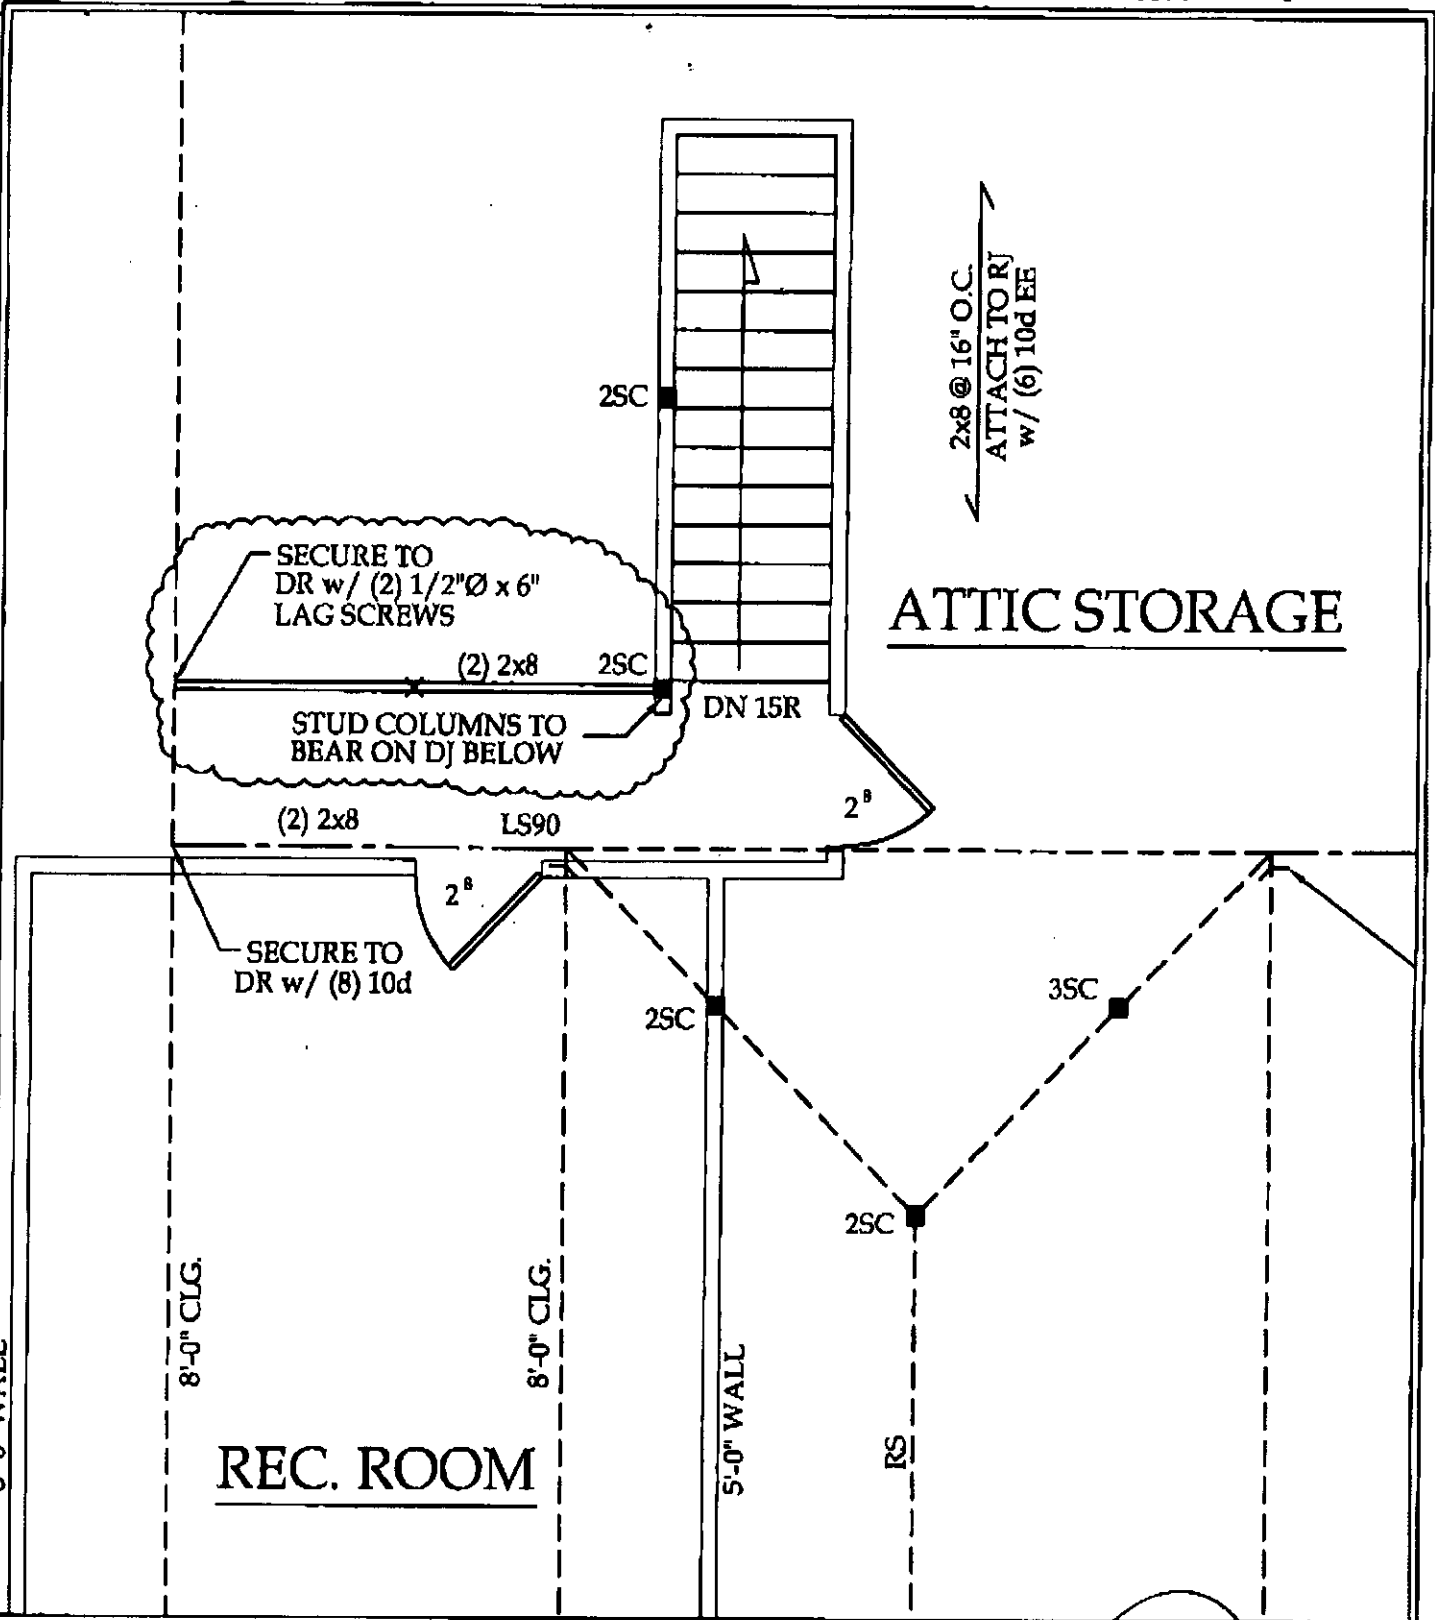 2x8 @ 16" O.C.
ATTACH TO RJ
w/ (6) 10d EE
2SC
SECURE TO
DR w/ (2) 1/2"Ø x 6"
LAG SCREWS
ATTIC STORAGE
(2) 2x8
2SC
DN 15R
STUD COLUMNS TO
BEAR ON DJ BELOW
2⁸
(2) 2x8
LS90
2⁸
SECURE TO
DR w/ (8) 10d
2SC
3SC
2SC
8'-0" CLG.
8'-0" CLG.
5'-0" WALL
RS
REC. ROOM